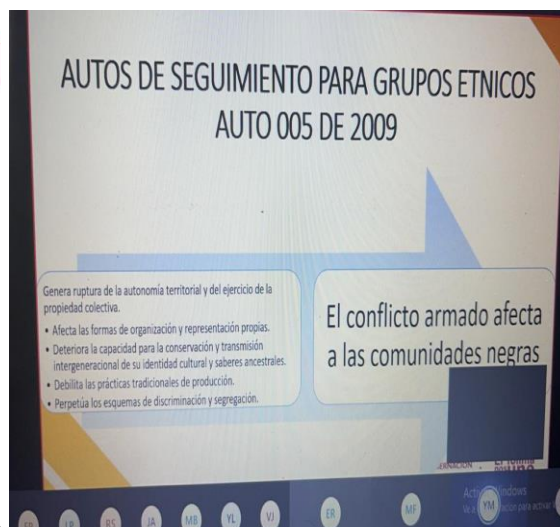 AUTOS DE SEGUIMIENTO PARA GRUPOS ETNICOS
AUTO 005 DE 2009
Genera ruptura de la autonomía territorial y del ejercicio de la
propiedad colectiva.
• Afecta las formas de organización y representación propias.
• Deteriora la capacidad para la conservación y transmisión
intergeneracional de su identidad cultural y saberes ancestrales.
• Debilita las prácticas tradicionales de producción.
• Perpetúa los esquemas de discriminación y segregación.
El conflicto armado afecta
a las comunidades negras
ERNACIÓN
LP
BS
JA
MB
YL
VJ
ER
MF
YM